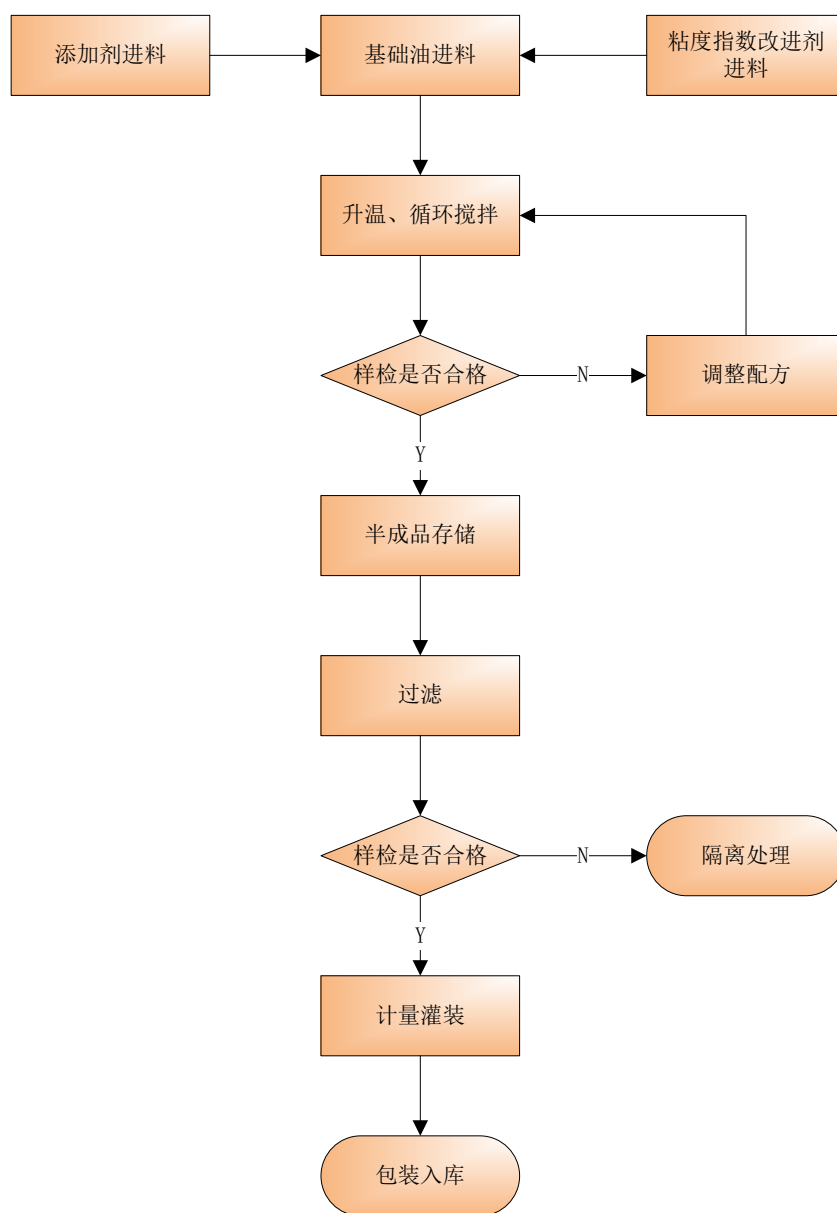 添加剂进料
基础油进料
粘度指数改进剂
进料
升温、循环搅拌
样检是否合格
N
调整配方
Y
半成品存储
过滤
样检是否合格
N
隔离处理
Y
计量灌装
包装入库